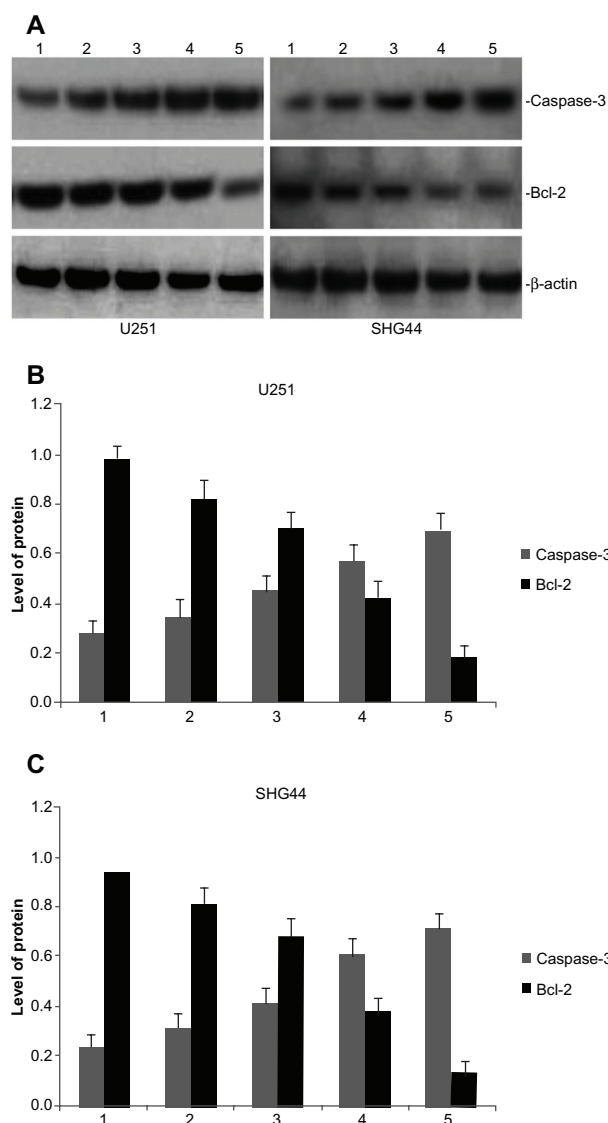 A
1 2 3 4 5 1 2 3 4 5
-Caspase-3
-Bcl-2
-β-actin
U251 SHG44
B
U251
1.2
1.0
0.8
0.6
0.4
0.2
0.0
Level of protein
1 2 3 4 5
Caspase-3
Bcl-2
C
SHG44
1.2
1.0
0.8
0.6
0.4
0.2
0.0
Level of protein
1 2 3 4 5
Caspase-3
Bcl-2